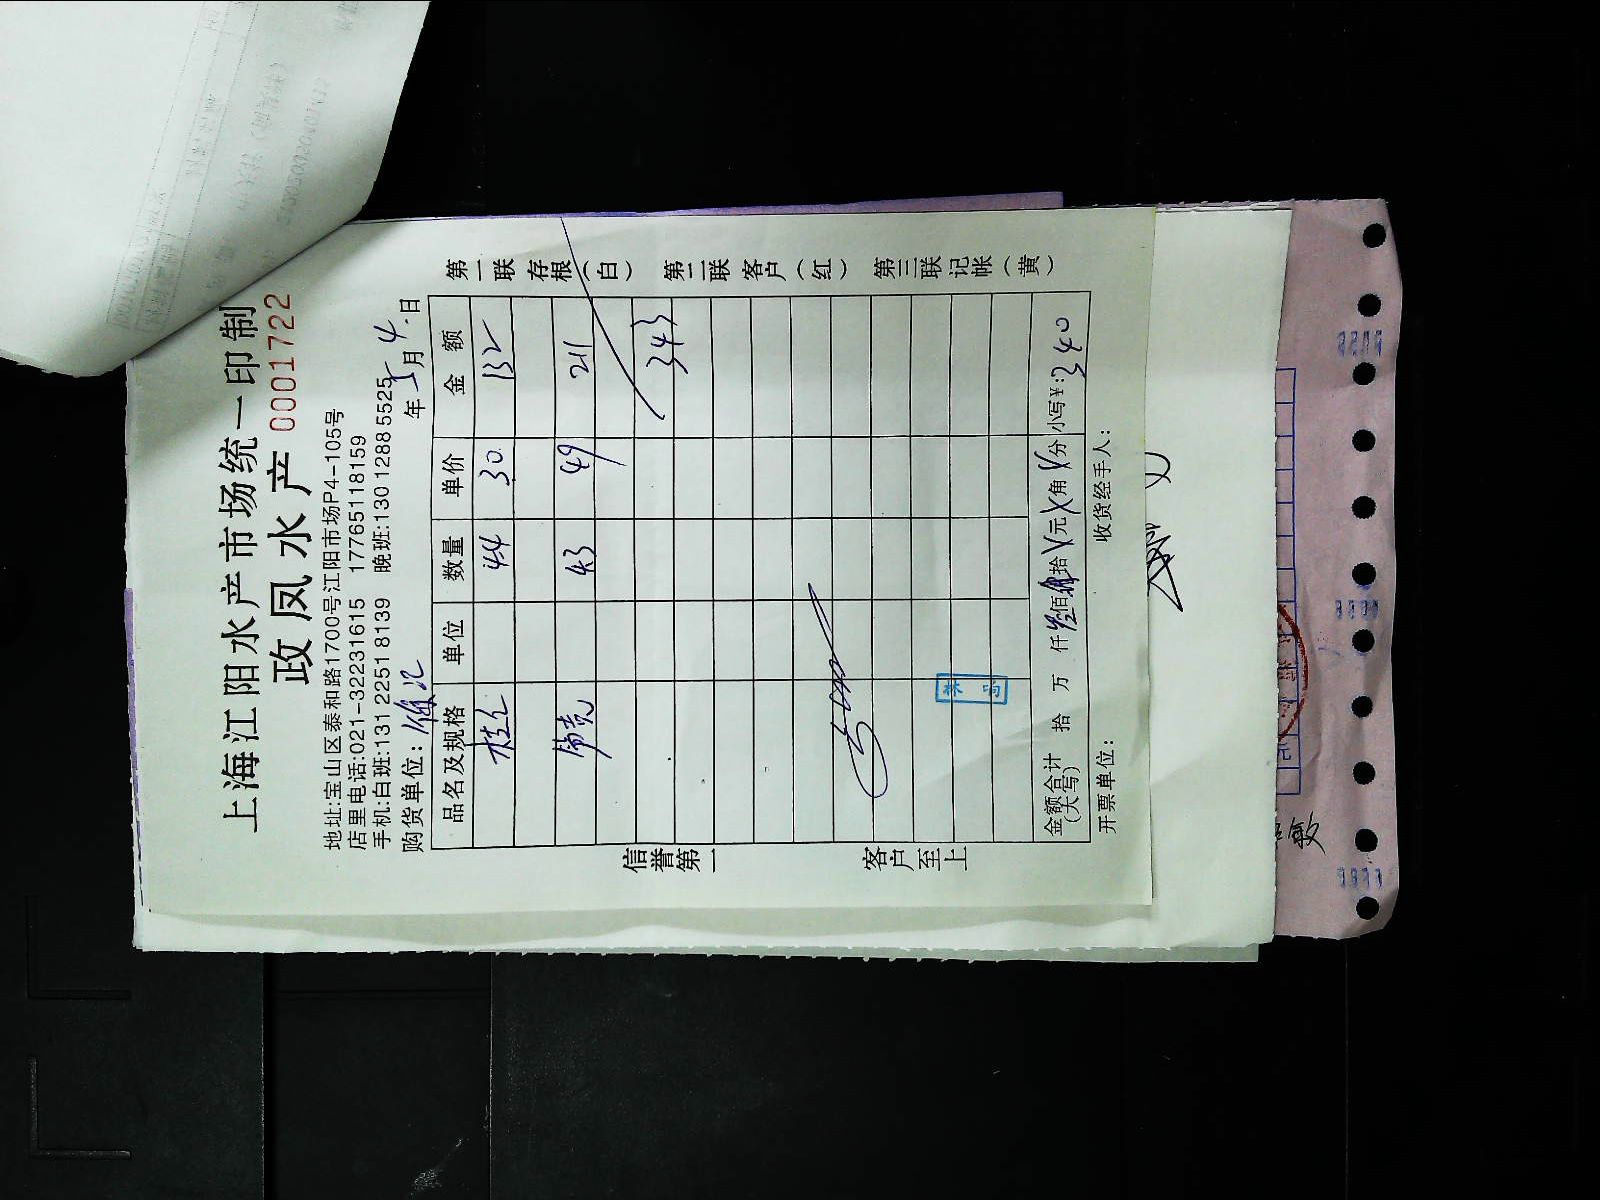 上海江阳水产市场统一印制
政凤水产 0001722
地址:宝山区泰和路1700号江阳市场P4-105号
店里电话:021-32231615 17765118159
手机:白班:131 2251 8139 晚班:130 1288 5525
购货单位: 年5月4日
品名及规格 单位 数量 单价 金额
桂 44 30 132
43 49 211
343
金额合计(大写) 拾 万 仟叁佰肆拾 元 角 分 小写¥:340
开票单位: 收货经手人:
信誉第一 客户至上
第一联 存根(白) 第二联 客户(红) 第三联 记帐(黄)
敏